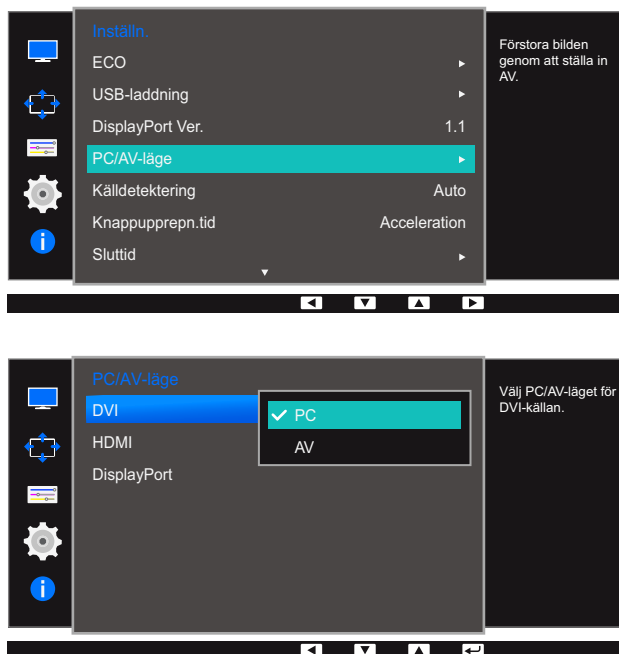 Inställn.
ECO
USB-laddning
DisplayPort Ver. 1.1
PC/AV-läge
Källdetektering Auto
Knappupprepn.tid Acceleration
Sluttid
Förstora bilden
genom att ställa in
AV.
PC/AV-läge
DVI
HDMI
DisplayPort
PC
AV
Välj PC/AV-läget för
DVI-källan.